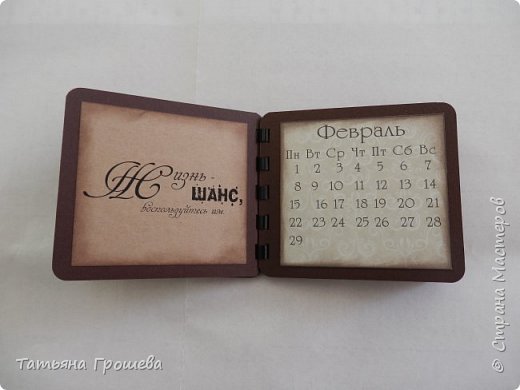 Жизнь -
шанс,
воспользуйтесь им.
Февраль
Пн Вт Ср Чт Пт Сб Вс
1 2 3 4 5 6 7
8 9 10 11 12 13 14
15 16 17 18 19 20 21
22 23 24 25 26 27 28
29
Татьяна Грошева
© Страна Мастеров